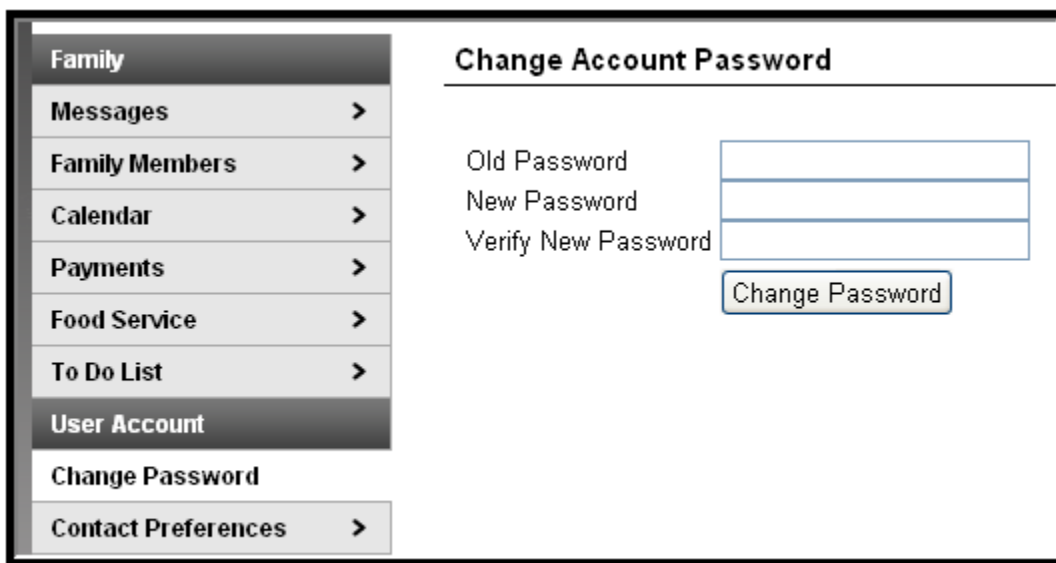 Family
Messages
Family Members
Calendar
Payments
Food Service
To Do List
User Account
Change Password
Contact Preferences
Change Account Password
Old Password
New Password
Verify New Password
Change Password